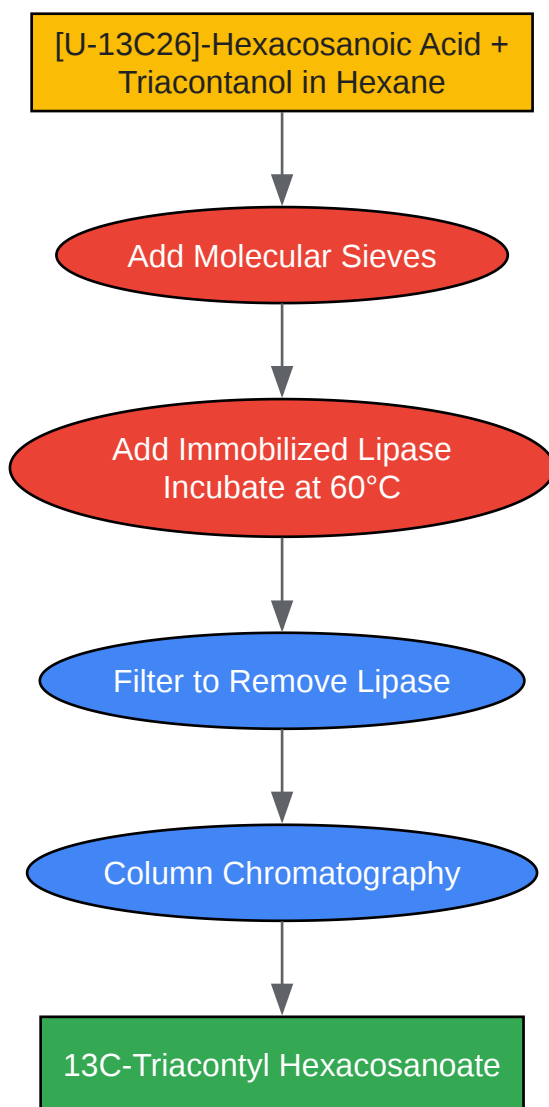 [U-13C26]-Hexacosanoic Acid +
Triacontanol in Hexane
Add Molecular Sieves
Add Immobilized Lipase
Incubate at 60°C
Filter to Remove Lipase
Column Chromatography
13C-Triacontyl Hexacosanoate